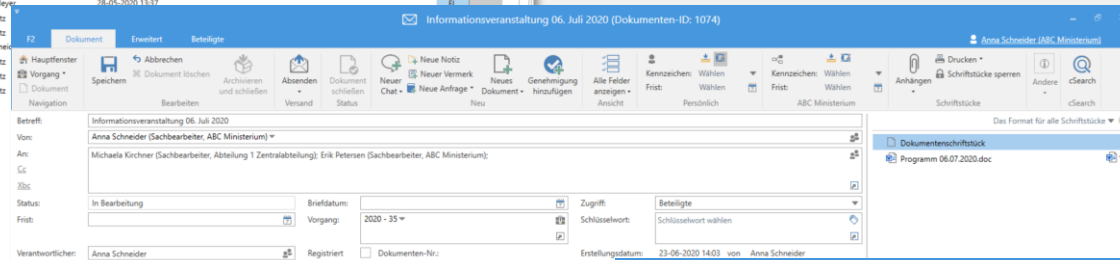 28-05-2020 13:37
Informationsveranstaltung 06. Juli 2020 (Dokumenten-ID: 1074)
F2 Dokument Erweitert Beteiligte
Anna Schneider (ABC Ministerium)
Hauptfenster
Vorgang
Dokument
Navigation
Speichern
Abbrechen
Dokument löschen
Archivieren und schließen
Bearbeiten
Absenden
Versand
Dokument schließen
Status
Neuer Chat
Neue Notiz
Neuer Vermerk
Neue Anfrage
Neues Dokument
Genehmigung hinzufügen
Neu
Alle Felder anzeigen
Ansicht
Kennzeichen: Wählen
Frist: Wählen
Persönlich
Kennzeichen: Wählen
Frist: Wählen
ABC Ministerium
Anhängen
Drucken
Schriftstücke sperren
Schriftstücke
Andere
cSearch
cSearch
Betreff: Informationsveranstaltung 06. Juli 2020
Das Format für alle Schriftstücke
Von: Anna Schneider (Sachbearbeiter, ABC Ministerium)
Dokumentenschriftstück
An: Michaela Kirchner (Sachbearbeiter, Abteilung 1 Zentralabteilung); Erik Petersen (Sachbearbeiter, ABC Ministerium);
Programm 06.07.2020.doc
Cc
Xbc
Status: In Bearbeitung Briefdatum: Zugriff: Beteiligte
Frist: Vorgang: 2020 - 35 Schlüsselwort: Schlüsselwort wählen
Verantwortlicher: Anna Schneider Registriert Dokumenten-Nr.: Erstellungsdatum: 23-06-2020 14:03 von Anna Schneider